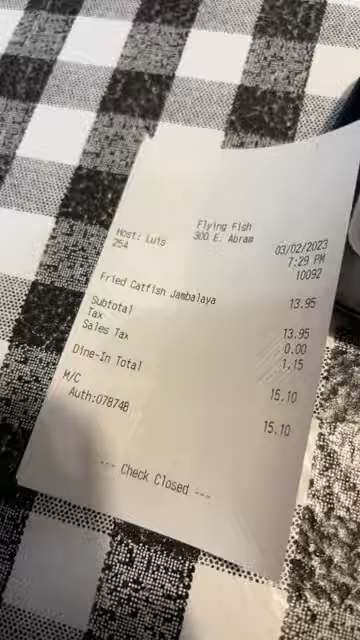 Flying Fish
300 E. Abram
Host: Luis 03/02/2023
254 7:29 PM
10092
Fried Catfish Jambalaya 13.95
Subtotal 13.95
Tax 0.00
Sales Tax 1.15
Dine-In Total 15.10
M/C 15.10
Auth:07874B
--- Check Closed ---